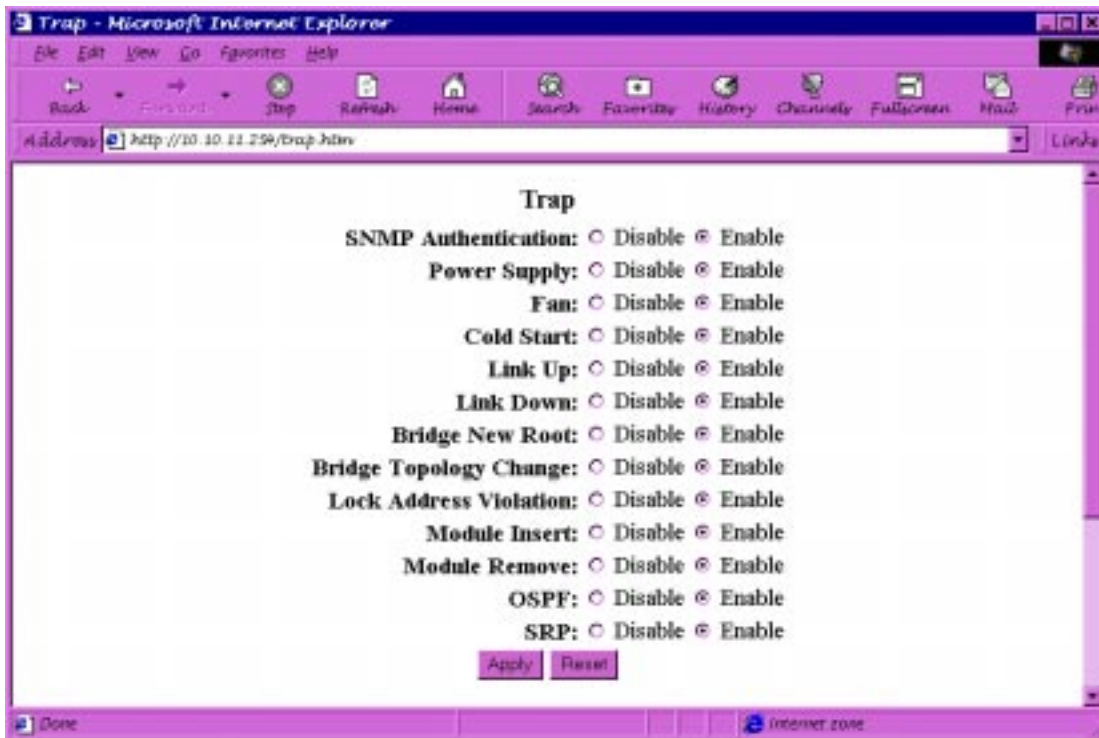 Trap - Microsoft Internet Explorer
File Edit View Go Favorites Help
Back Forward Stop Refresh Home Search Favorites History Channels Fullscreen Mail Prin
Address http://10.10.11.254/trap.htm Links
Trap
SNMP Authentication: Disable Enable
Power Supply: Disable Enable
Fan: Disable Enable
Cold Start: Disable Enable
Link Up: Disable Enable
Link Down: Disable Enable
Bridge New Root: Disable Enable
Bridge Topology Change: Disable Enable
Lock Address Violation: Disable Enable
Module Insert: Disable Enable
Module Remove: Disable Enable
OSPF: Disable Enable
SRP: Disable Enable
Apply Reset
Done Internet zone